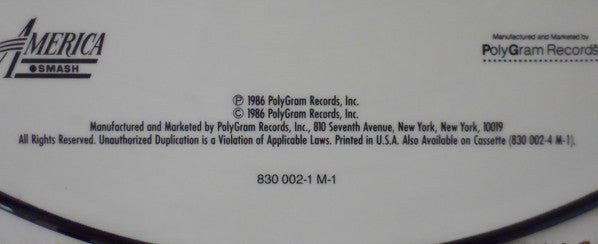 Manufactured and Marketed by
AMERICA
PolyGram Records
SMASH
℗ 1986 PolyGram Records, Inc.
© 1986 PolyGram Records, Inc.
Manufactured and Marketed by PolyGram Records, Inc., 810 Seventh Avenue, New York, New York, 10019
All Rights Reserved. Unauthorized Duplication is a Violation of Applicable Laws. Printed in U.S.A. Also Available on Cassette (830 002-4 M-1).
830 002-1 M-1